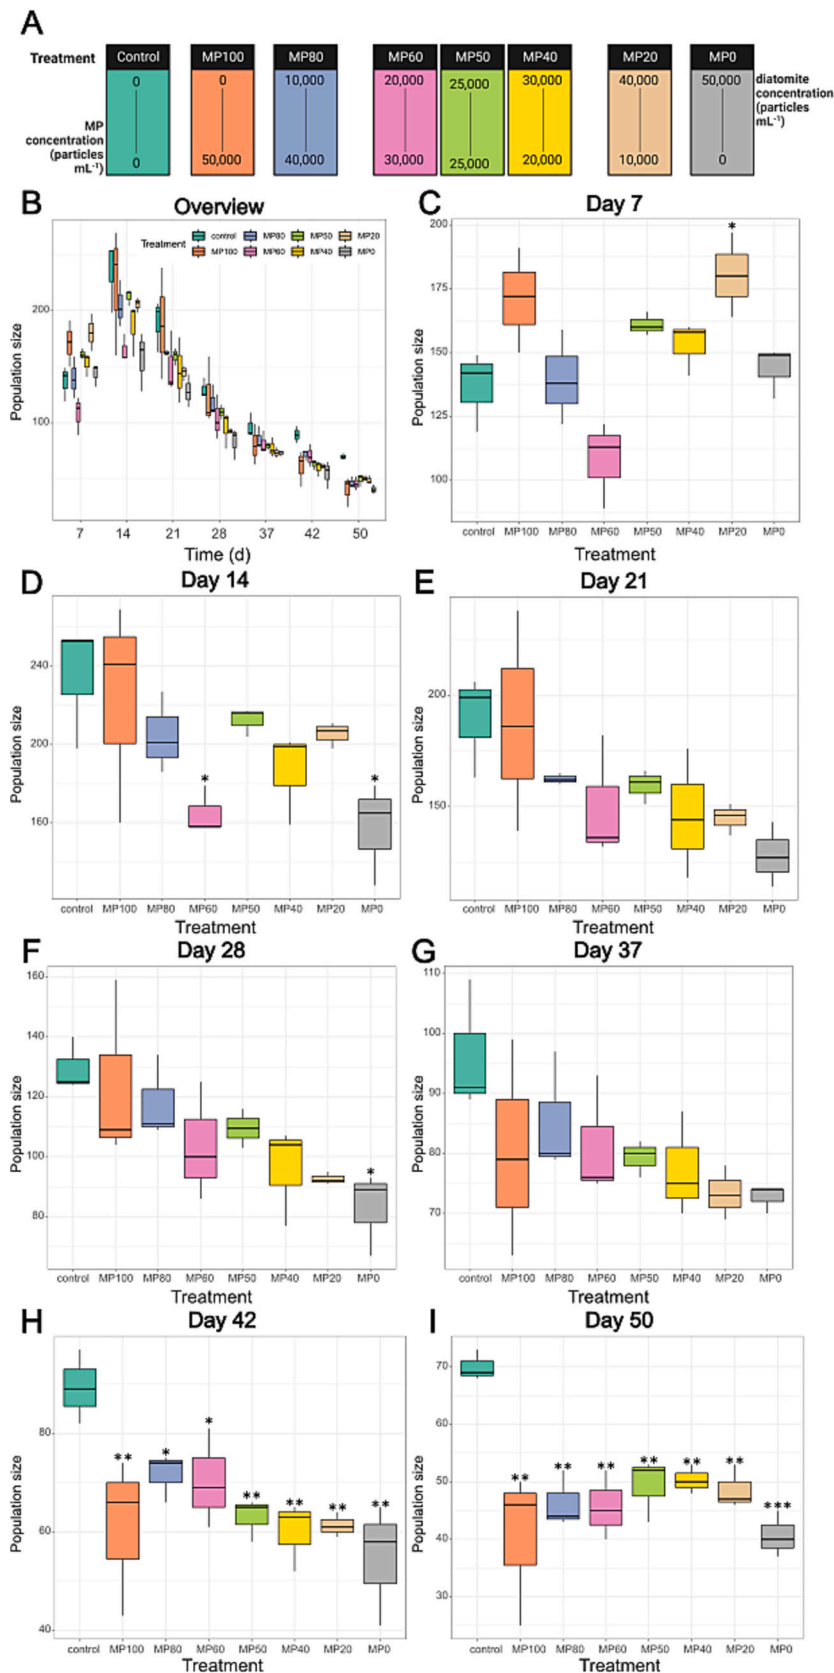 A
Treatment Control MP100 MP80 MP60 MP50 MP40 MP20 MP0
0 0 10,000 20,000 25,000 30,000 40,000 50,000 diatomite
concentration
(particles
mL⁻¹)
MP
concentration
(particles
mL⁻¹)
0 50,000 40,000 30,000 25,000 20,000 10,000 0
B Overview
Treatment control MP80 MP50 MP20
MP100 MP60 MP40 MP0
Population size
200
100
7 14 21 28 37 42 50
Time (d)
C Day 7
Population size
200
175
150
125
100
*
control MP100 MP80 MP60 MP50 MP40 MP20 MP0
Treatment
D Day 14
Population size
240
200
160
* *
control MP100 MP80 MP60 MP50 MP40 MP20 MP0
Treatment
E Day 21
Population size
200
150
control MP100 MP80 MP60 MP50 MP40 MP20 MP0
Treatment
F Day 28
Population size
160
140
120
100
80
*
control MP100 MP80 MP60 MP50 MP40 MP20 MP0
Treatment
G Day 37
Population size
110
100
90
80
70
control MP100 MP80 MP60 MP50 MP40 MP20 MP0
Treatment
H Day 42
Population size
80
60
40
** * * ** ** ** **
control MP100 MP80 MP60 MP50 MP40 MP20 MP0
Treatment
I Day 50
Population size
70
60
50
40
30
** ** ** ** ** ** ***
control MP100 MP80 MP60 MP50 MP40 MP20 MP0
Treatment